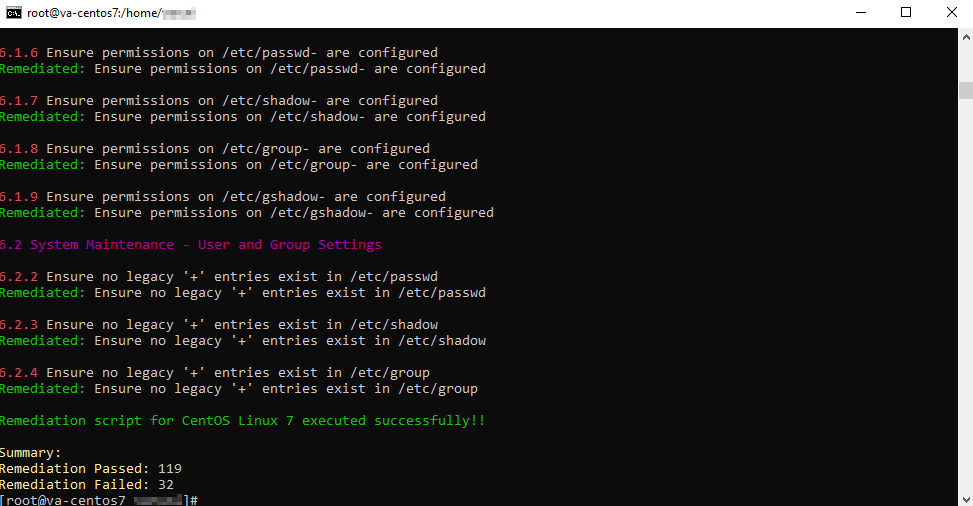 root@va-centos7:/home/
6.1.6 Ensure permissions on /etc/passwd- are configured
Remediated: Ensure permissions on /etc/passwd- are configured
6.1.7 Ensure permissions on /etc/shadow- are configured
Remediated: Ensure permissions on /etc/shadow- are configured
6.1.8 Ensure permissions on /etc/group- are configured
Remediated: Ensure permissions on /etc/group- are configured
6.1.9 Ensure permissions on /etc/gshadow- are configured
Remediated: Ensure permissions on /etc/gshadow- are configured
6.2 System Maintenance - User and Group Settings
6.2.2 Ensure no legacy '+' entries exist in /etc/passwd
Remediated: Ensure no legacy '+' entries exist in /etc/passwd
6.2.3 Ensure no legacy '+' entries exist in /etc/shadow
Remediated: Ensure no legacy '+' entries exist in /etc/shadow
6.2.4 Ensure no legacy '+' entries exist in /etc/group
Remediated: Ensure no legacy '+' entries exist in /etc/group
Remediation script for CentOS Linux 7 executed successfully!!
Summary:
Remediation Passed: 119
Remediation Failed: 32
[root@va-centos7 ]#